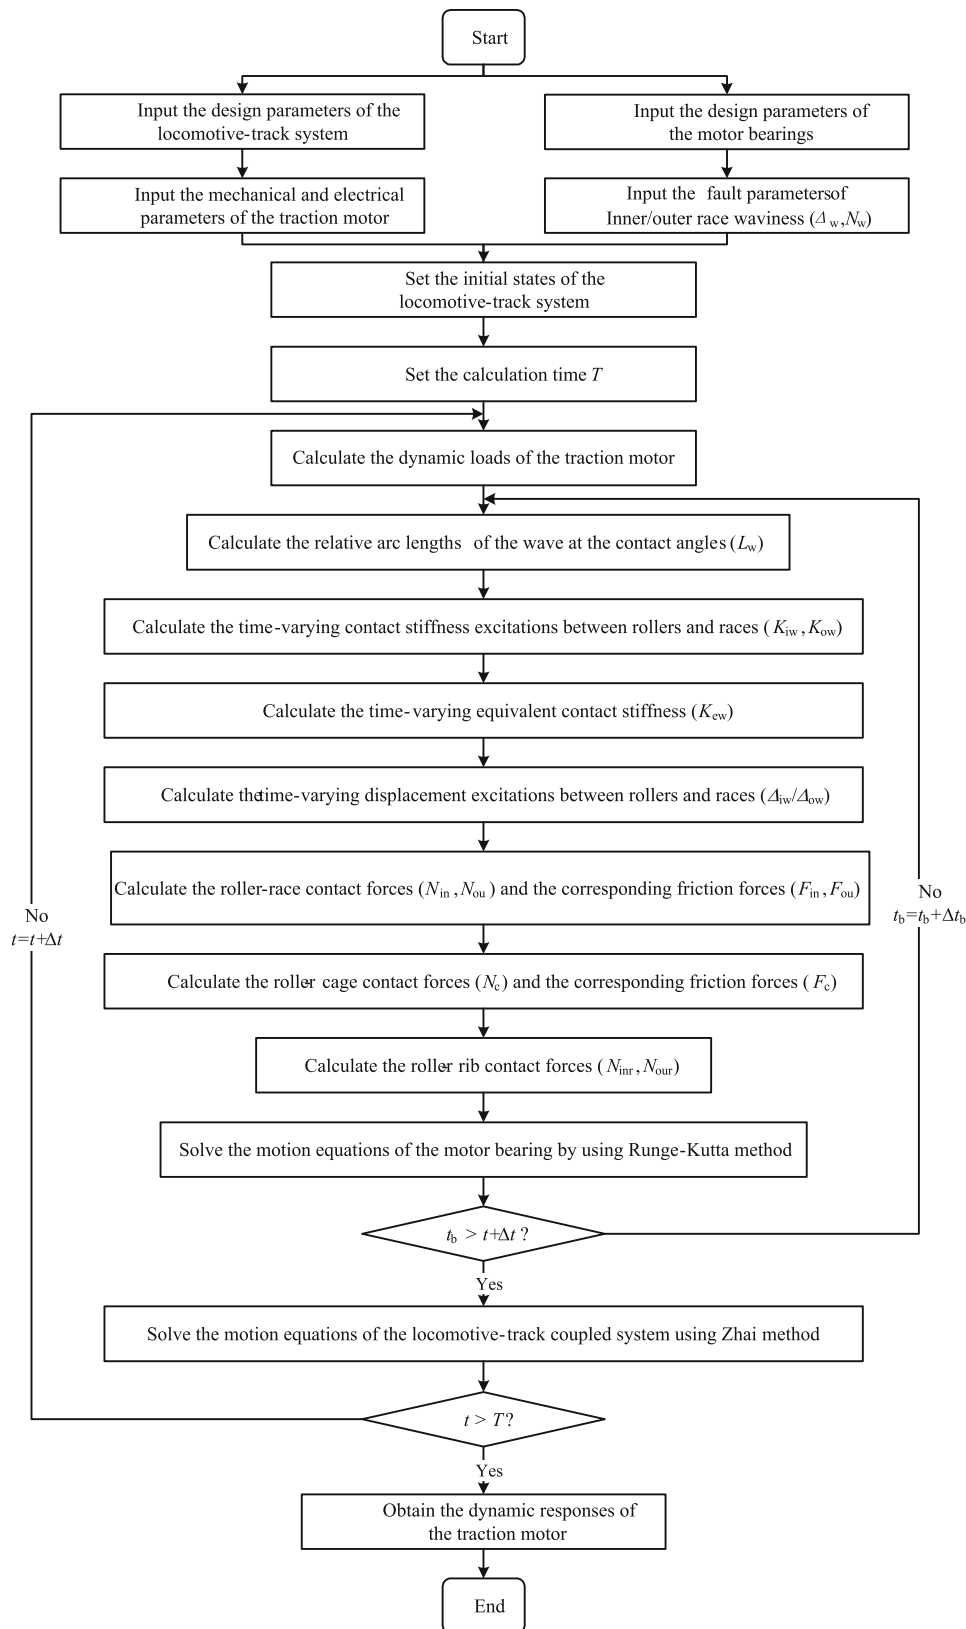 Start
Input the design parameters of the
locomotive-track system
Input the design parameters of
the motor bearings
Input the mechanical and electrical
parameters of the traction motor
Input the fault parametersof
Inner/outer race waviness (Δw,Nw)
Set the initial states of the
locomotive-track system
Set the calculation time T
Calculate the dynamic loads of the traction motor
Calculate the relative arc lengths of the wave at the contact angles (Lw)
Calculate the time-varying contact stiffness excitations between rollers and races (Kiw, Kow)
Calculate the time-varying equivalent contact stiffness (Kew)
Calculate the time-varying displacement excitations between rollers and races (Δiw/Δow)
Calculate the roller-race contact forces (Nin, Nou) and the corresponding friction forces (Fin, Fou)
No
tb=tb+Δtb
No
t=t+Δt
Calculate the roller- cage contact forces (Nc) and the corresponding friction forces (Fc)
Calculate the roller- rib contact forces (Ninr, Nour)
Solve the motion equations of the motor bearing by using Runge-Kutta method
tb > t+Δt ?
Yes
Solve the motion equations of the locomotive-track coupled system using Zhai method
t > T?
Yes
Obtain the dynamic responses of
the traction motor
End